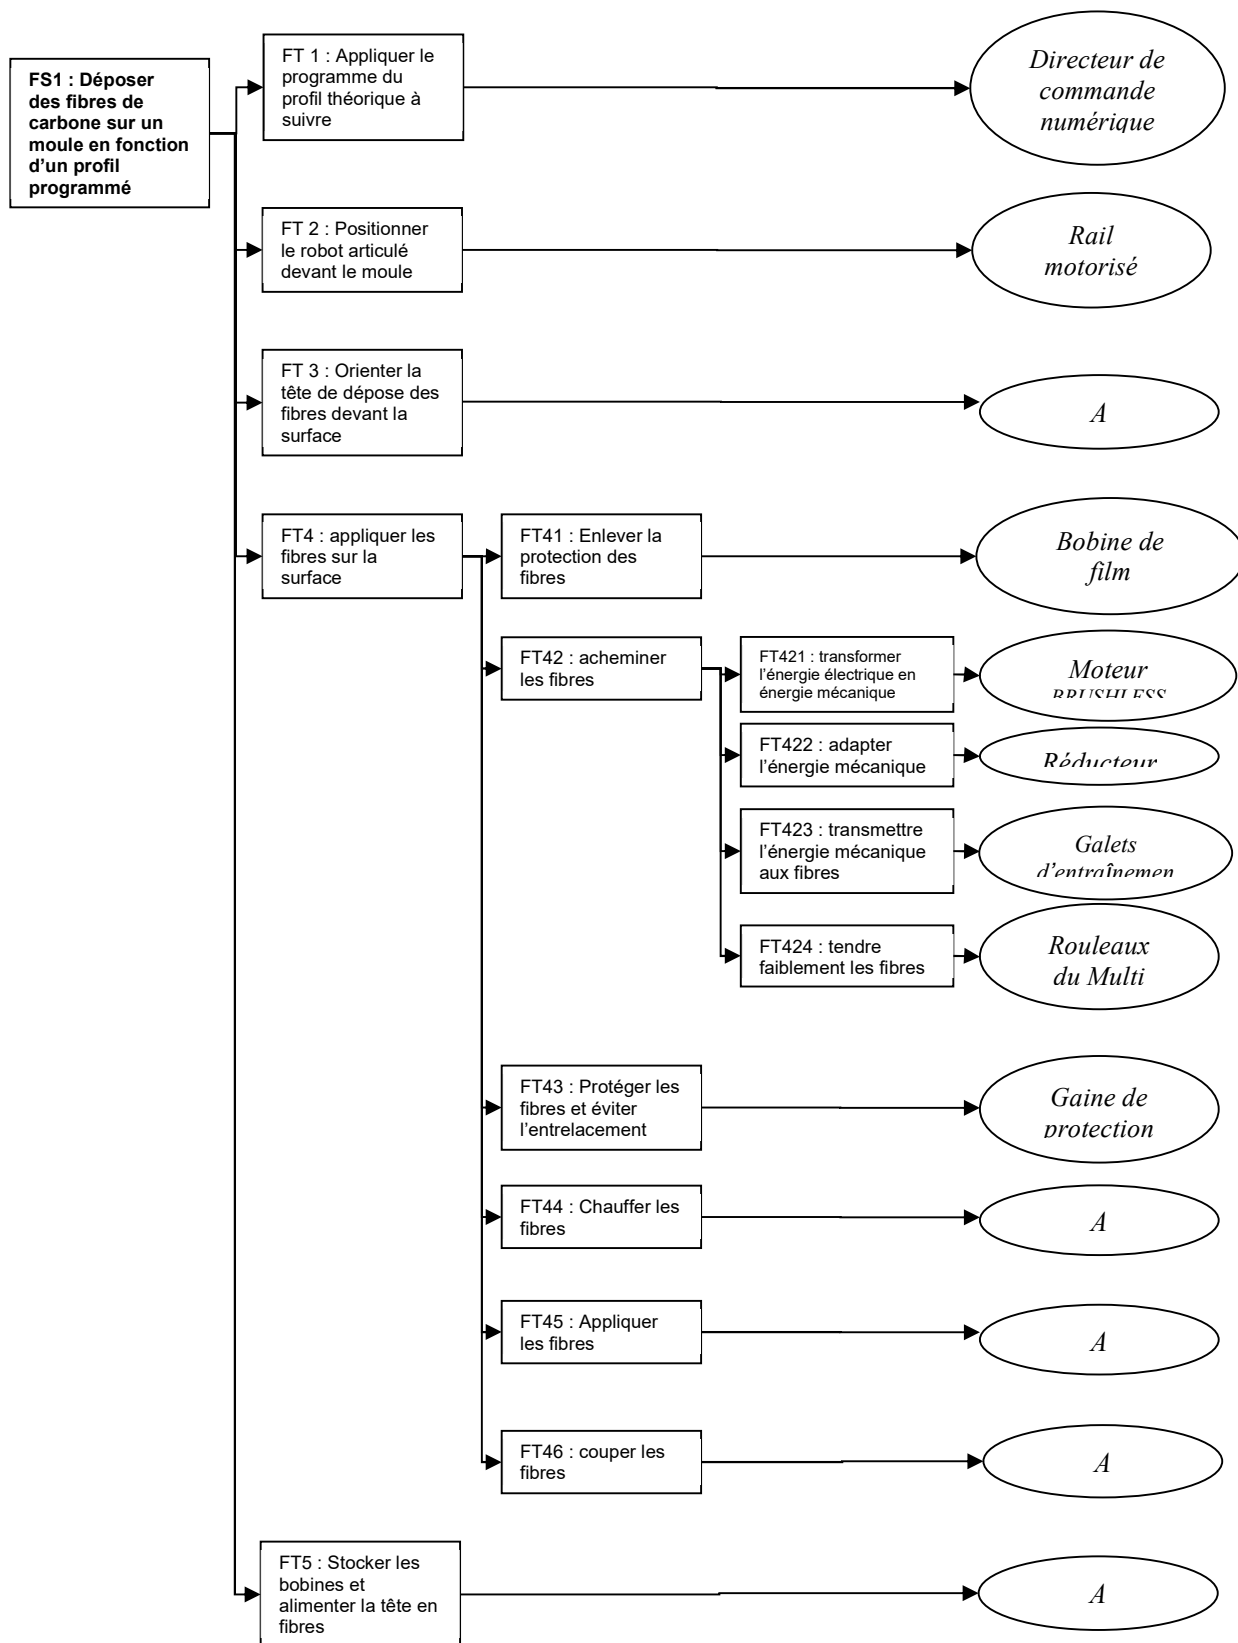 FS1 : Déposer
des fibres de
carbone sur un
moule en fonction
d'un profil
programmé
FT 1 : Appliquer le
programme du
profil théorique à
suivre
Directeur de
commande
numérique
FT 2 : Positionner
le robot articulé
devant le moule
Rail
motorisé
FT 3 : Orienter la
tête de dépose des
fibres devant la
surface
A
FT4 : appliquer les
fibres sur la
surface
FT41 : Enlever la
protection des
fibres
Bobine de
film
FT42 : acheminer
les fibres
FT421 : transformer
l'énergie électrique en
énergie mécanique
Moteur
BRUSHLESS
FT422 : adapter
l'énergie mécanique
Réducteur
FT423 : transmettre
l'énergie mécanique
aux fibres
Galets
d'entraînemen
FT424 : tendre
faiblement les fibres
Rouleaux
du Multi
FT43 : Protéger les
fibres et éviter
l'entrelacement
Gaine de
protection
FT44 : Chauffer les
fibres
A
FT45 : Appliquer
les fibres
A
FT46 : couper les
fibres
A
FT5 : Stocker les
bobines et
alimenter la tête en
fibres
A